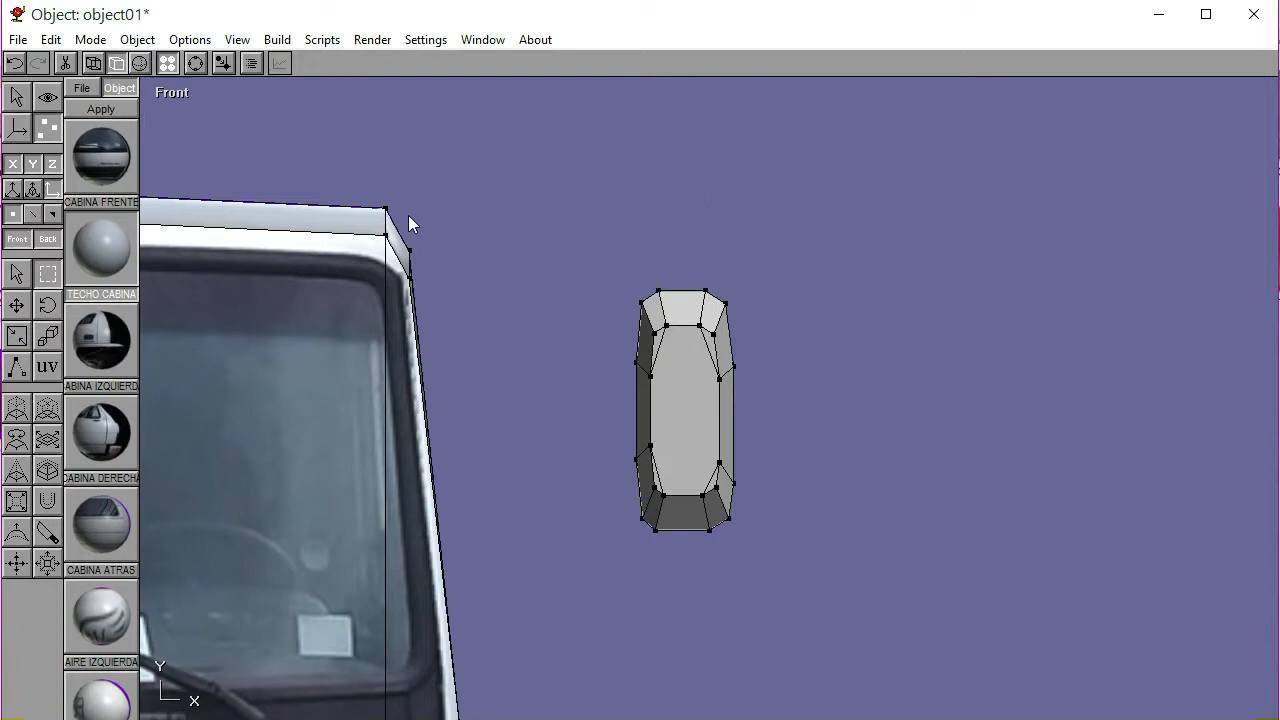 Object: object01*
File Edit Mode Object Options View Build Scripts Render Settings Window About
File Object
Apply
Front
X Y Z
CABINA FRENTE
Front Back
TECHO CABINA
uv
ABINA IZQUIERD
CABINA DERECHA
CABINA ATRAS
AIRE IZQUIERDA
Y
X